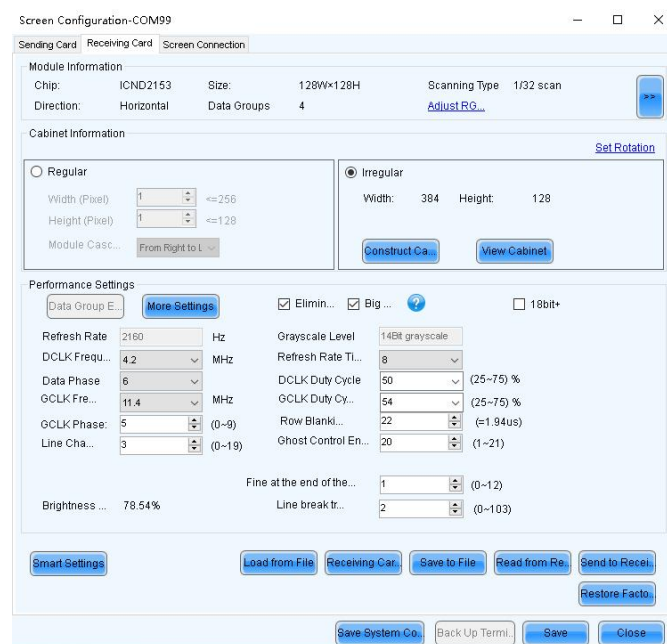 Screen Configuration-COM99
Sending Card Receiving Card Screen Connection
Module Information
Chip: ICND2153 Size: 128W×128H Scanning Type 1/32 scan
Direction: Horizontal Data Groups 4 Adjust RG...
>>
Cabinet Information
Set Rotation
Regular
Width (Pixel) 1 <=256
Height (Pixel) 1 <=128
Module Casc... From Right to L
Irregular
Width: 384 Height: 128
Construct Ca... View Cabinet
Performance Settings
Data Group E... More Settings Elimin... Big ... ? 18bit+
Refresh Rate 2160 Hz Grayscale Level 14Bit grayscale
DCLK Frequ... 4.2 MHz Refresh Rate Ti... 8
Data Phase 6 DCLK Duty Cycle 50 (25~75) %
GCLK Fre... 11.4 MHz GCLK Duty Cy... 54 (25~75) %
GCLK Phase: 5 (0~9) Row Blanki... 22 (=1.94us)
Line Cha... 3 (0~19) Ghost Control En... 20 (1~21)
Fine at the end of the... 1 (0~12)
Brightness ... 78.54% Line break tr... 2 (0~103)
Smart Settings Load from File Receiving Car... Save to File Read from Re... Send to Recei...
Restore Facto...
Save System Co... Back Up Termi... Save Close